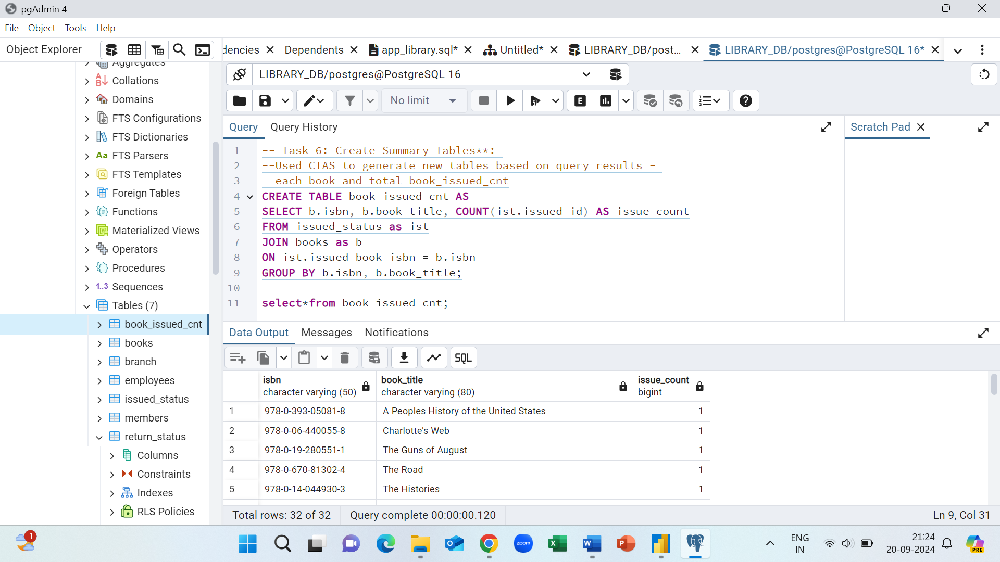 pgAdmin 4
File Object Tools Help
Object Explorer
dencies Dependents app_library.sql* Untitled* LIBRARY_DB/post... LIBRARY_DB/postgres@PostgreSQL 16*
LIBRARY_DB/postgres@PostgreSQL 16
No limit
E
Query Query History
Scratch Pad
Aggregates
Collations
Domains
FTS Configurations
FTS Dictionaries
Aa FTS Parsers
FTS Templates
Foreign Tables
Functions
Materialized Views
Operators
Procedures
1..3 Sequences
Tables (7)
book_issued_cnt
books
branch
employees
issued_status
members
return_status
Columns
Constraints
Indexes
RLS Policies
1 -- Task 6: Create Summary Tables**:
2 --Used CTAS to generate new tables based on query results -
3 --each book and total book_issued_cnt
4 CREATE TABLE book_issued_cnt AS
5 SELECT b.isbn, b.book_title, COUNT(ist.issued_id) AS issue_count
6 FROM issued_status as ist
7 JOIN books as b
8 ON ist.issued_book_isbn = b.isbn
9 GROUP BY b.isbn, b.book_title;
10
11 select*from book_issued_cnt;
Data Output Messages Notifications
SQL
isbn book_title issue_count
character varying (50) character varying (80) bigint
1 978-0-393-05081-8 A Peoples History of the United States 1
2 978-0-06-440055-8 Charlotte's Web 1
3 978-0-19-280551-1 The Guns of August 1
4 978-0-670-81302-4 The Road 1
5 978-0-14-044930-3 The Histories 1
Total rows: 32 of 32 Query complete 00:00:00.120 Ln 9, Col 31
1
zoom
ENG
IN
21:24
20-09-2024
PRE